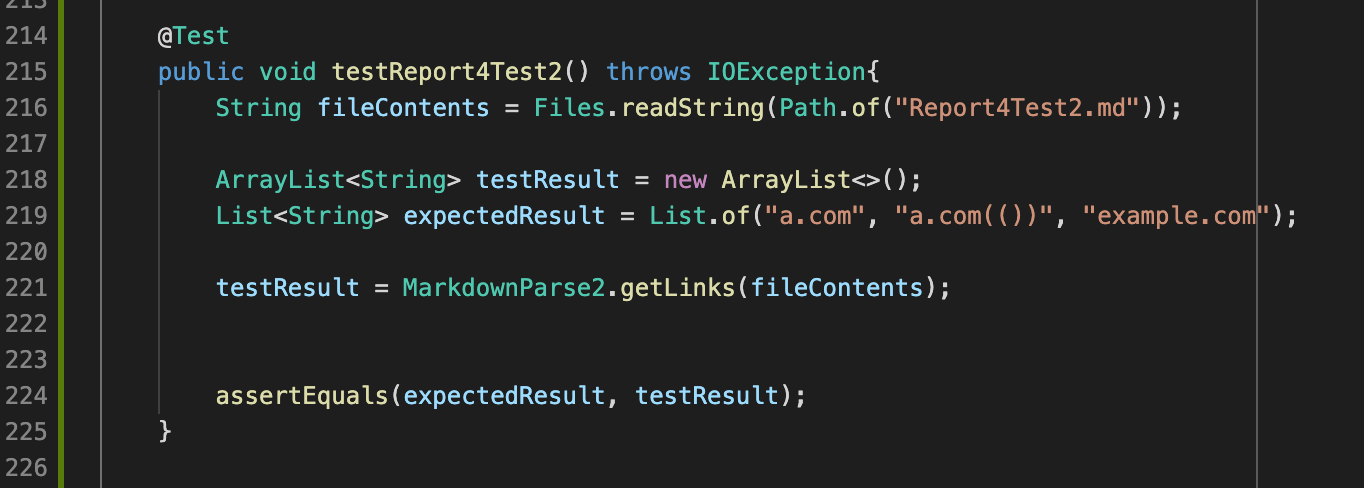 213
214 @Test
215 public void testReport4Test2() throws IOException{
216 String fileContents = Files.readString(Path.of("Report4Test2.md"));
217
218 ArrayList<String> testResult = new ArrayList<>();
219 List<String> expectedResult = List.of("a.com", "a.com(())", "example.com");
220
221 testResult = MarkdownParse2.getLinks(fileContents);
222
223
224 assertEquals(expectedResult, testResult);
225 }
226